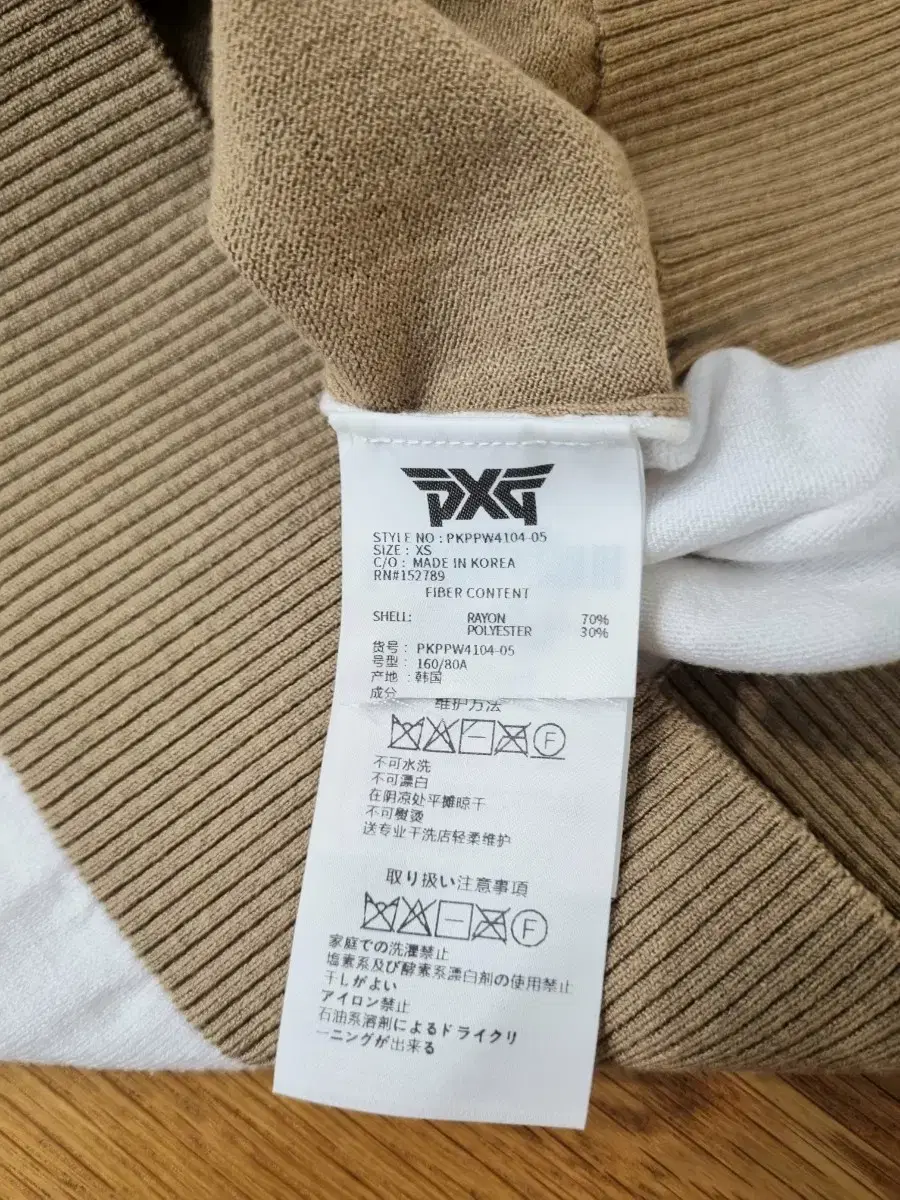 PXG
STYLE NO : PKPPW4104-05
SIZE : XS
C/O : MADE IN KOREA
RN#152789
FIBER CONTENT
SHELL: RAYON 70%
POLYESTER 30%
货号: PKPPW4104-05
号型: 160/80A
产地: 韩国
成分
维护方法
F
不可水洗
不可漂白
在阴凉处平摊晾干
不可熨烫
送专业干洗店轻柔维护
取り扱い注意事項
F
家庭での洗濯禁止
塩素系及び酵素系漂白剤の使用禁止
干しがよい
アイロン禁止
石油系溶剤によるドライクリ
ーニングが出来る